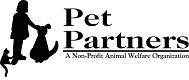 Pet
Partners
A Non-Profit Animal Welfare Organization